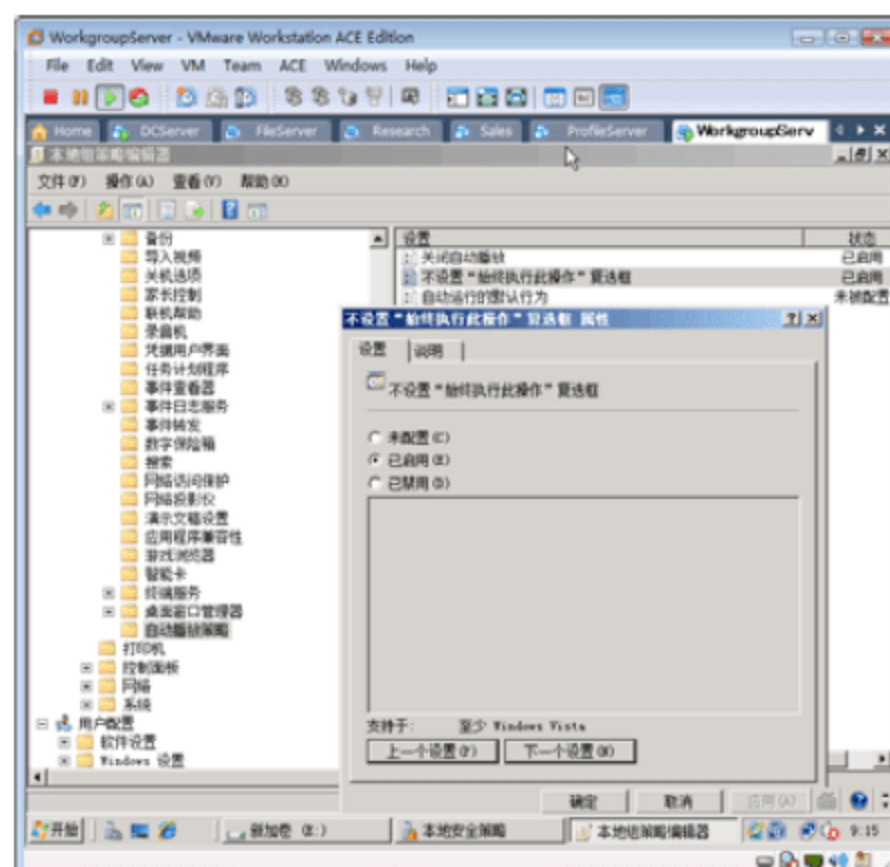 WorkgroupServer - VMware Workstation ACE Edition
File Edit View VM Team ACE Windows Help
Home DCServer FileServer Research Sales ProfileServer WorkgroupServ
本地组策略编辑器
文件(F) 操作(A) 查看(V) 帮助(H)
备份
导入视频
关机选项
家长控制
联机帮助
录音机
凭据用户界面
任务计划程序
事件查看器
事件日志服务
事件转发
数字保险箱
搜索
网络访问保护
网络投影仪
演示文稿设置
应用程序兼容性
游戏浏览器
智能卡
终端服务
桌面窗口管理器
自动播放策略
打印机
控制面板
网络
系统
用户配置
软件设置
Windows 设置
设置 状态
关闭自动播放 已启用
不设置“始终执行此操作”复选框 已启用
自动运行的默认行为 未被配置
不设置“始终执行此操作”复选框 属性
设置 说明
不设置“始终执行此操作”复选框
未配置(C)
已启用(E)
已禁用(D)
支持于: 至少 Windows Vista
上一个设置(P) 下一个设置(N)
确定 取消 应用(A)
开始 新加卷 (E:) 本地安全策略 本地组策略编辑器 9:15